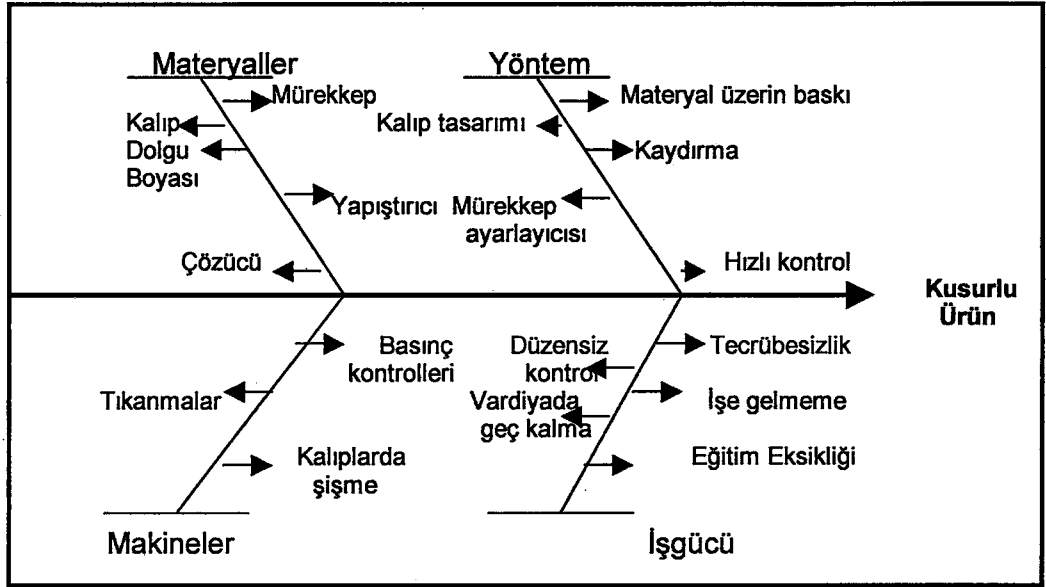 Materyaller
Mürekkep
Kalıp
Dolgu
Boyası
Yapıştırıcı
Çözücü
Yöntem
Materyal üzerin baskı
Kalıp tasarımı
Kaydırma
Mürekkep
ayarlayıcısı
Hızlı kontrol
Kusurlu
Ürün
Basınç
kontrolleri
Tıkanmalar
Kalıplarda
şişme
Makineler
Düzensiz
kontrol
Tecrübesizlik
Vardiyada
geç kalma
İşe gelmeme
Eğitim Eksikliği
İşgücü